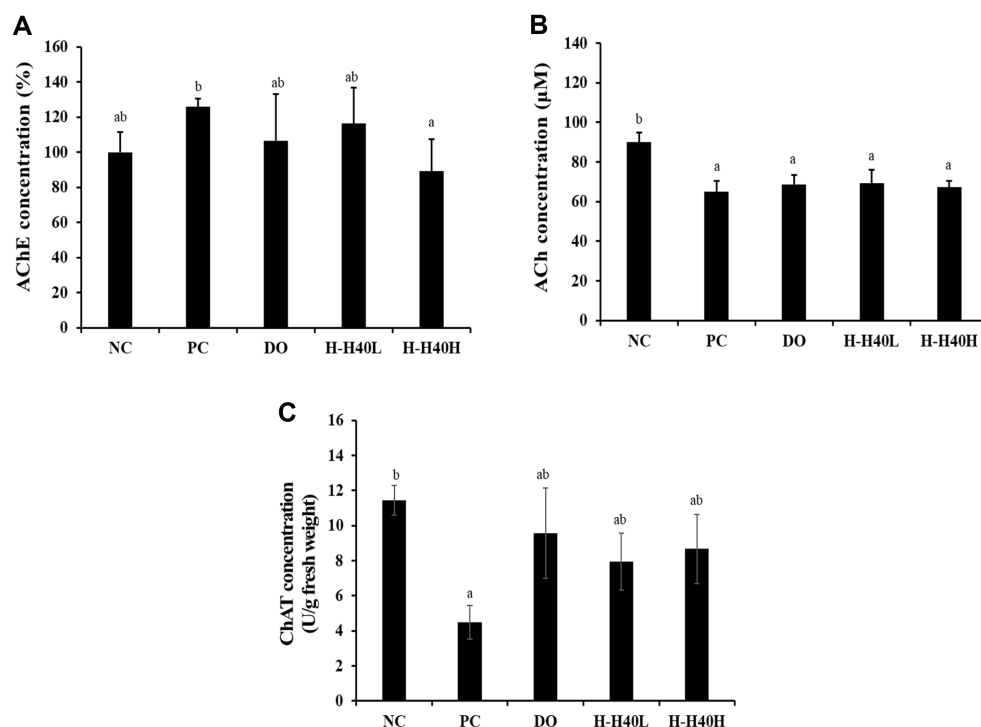 A
AChE concentration (%)
160
140
120
100
80
60
40
20
0
ab
b
ab
ab
a
NC PC DO H-H40L H-H40H
B
ACh concentration (µM)
140
120
100
80
60
40
20
0
b
a
a
a
a
NC PC DO H-H40L H-H40H
C
ChAT concentration
(U/g fresh weight)
16
14
12
10
8
6
4
2
0
b
a
ab
ab
ab
NC PC DO H-H40L H-H40H